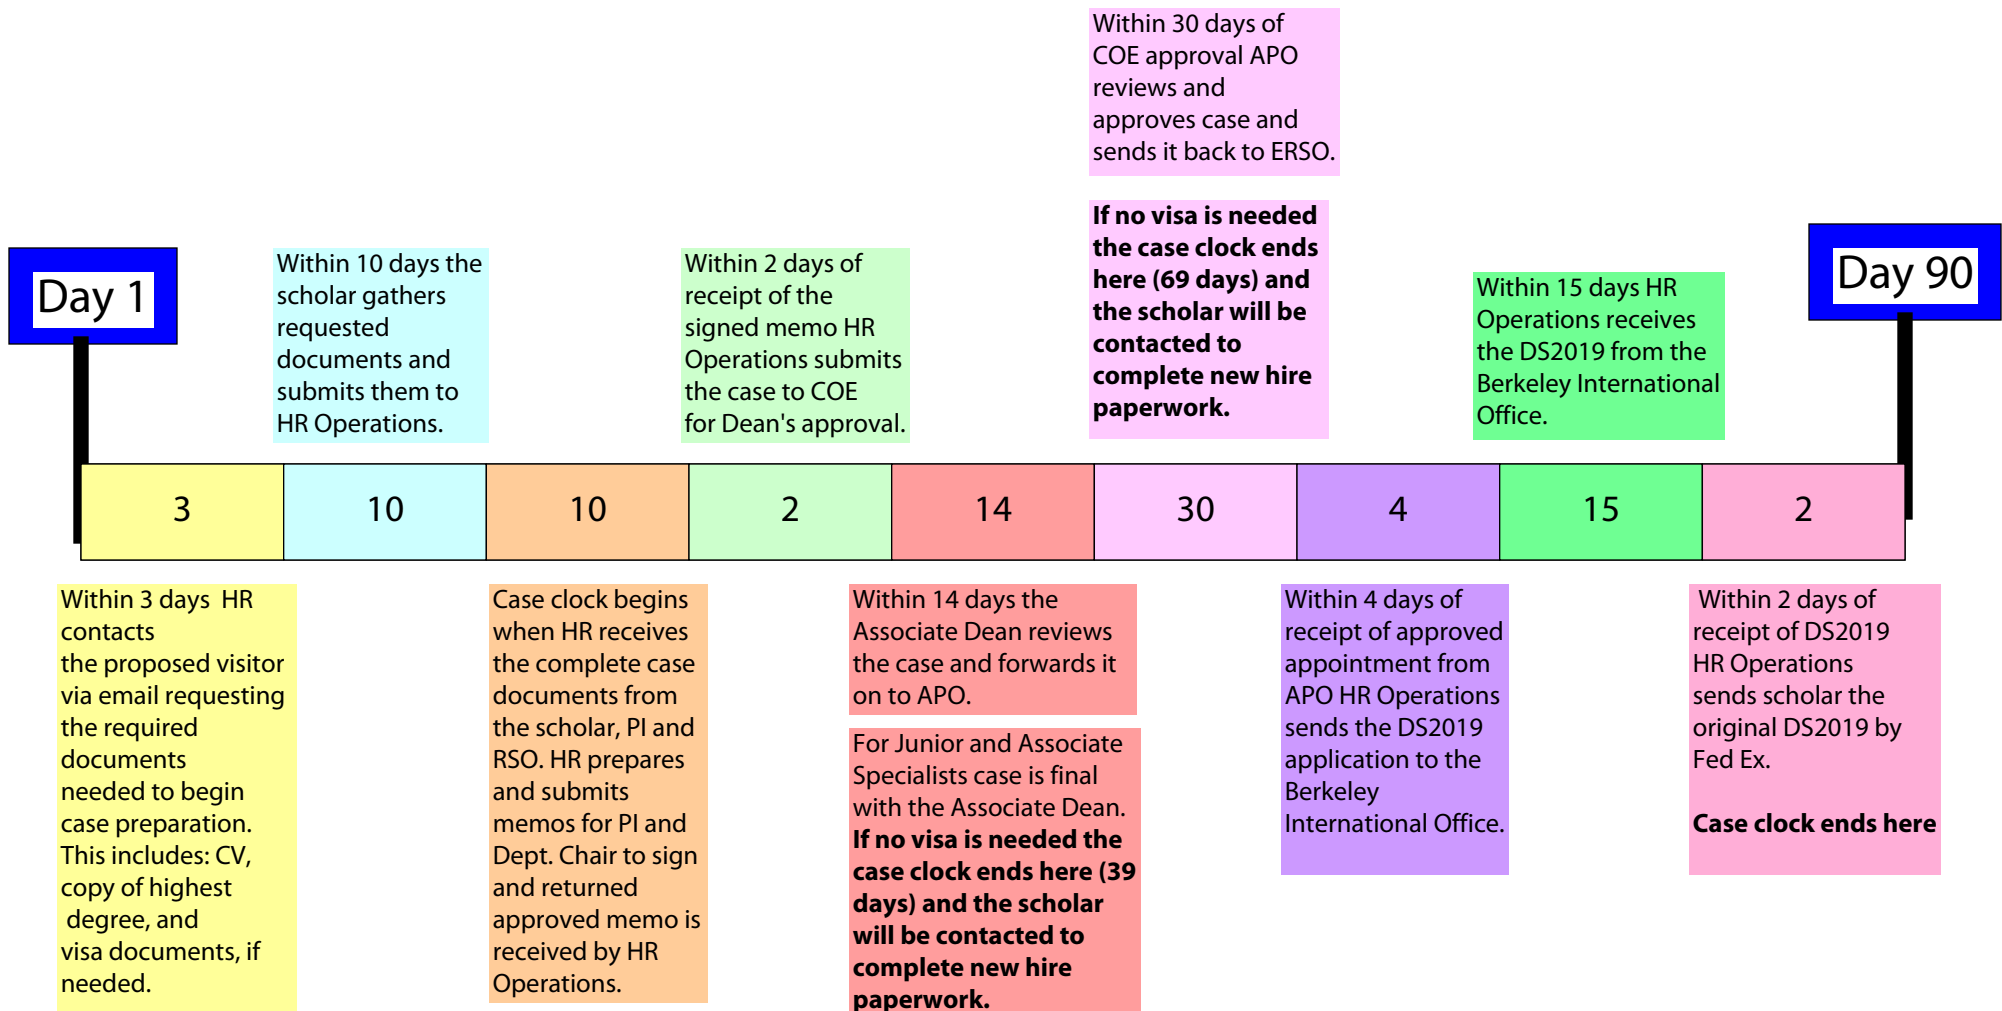 Within 30 days of
COE approval APO
reviews and
approves case and
sends it back to ERSO.
If no visa is needed
the case clock ends
here (69 days) and
the scholar will be
contacted to
complete new hire
paperwork.
Day 1
Within 10 days the
scholar gathers
requested
documents and
submits them to
HR Operations.
Within 2 days of
receipt of the
signed memo HR
Operations submits
the case to COE
for Dean's approval.
Within 15 days HR
Operations receives
the DS2019 from the
Berkeley International
Office.
Day 90
3
10
10
2
14
30
4
15
2
Within 3 days  HR
contacts
the proposed visitor
via email requesting
the required
documents
needed to begin
case preparation.
This includes: CV,
copy of highest
degree, and
visa documents, if
needed.
Case clock begins
when HR receives
the complete case
documents from
the scholar, PI and
RSO. HR prepares
and submits
memos for PI and
Dept. Chair to sign
and returned
approved memo is
received by HR
Operations.
Within 14 days the
Associate Dean reviews
the case and forwards it
on to APO.
For Junior and Associate
Specialists case is final
with the Associate Dean.
If no visa is needed the
case clock ends here (39
days) and the scholar
will be contacted to
complete new hire
paperwork.
Within 4 days of
receipt of approved
appointment from
APO HR Operations
sends the DS2019
application to the
Berkeley
International Office.
Within 2 days of
receipt of DS2019
HR Operations
sends scholar the
original DS2019 by
Fed Ex.
Case clock ends here